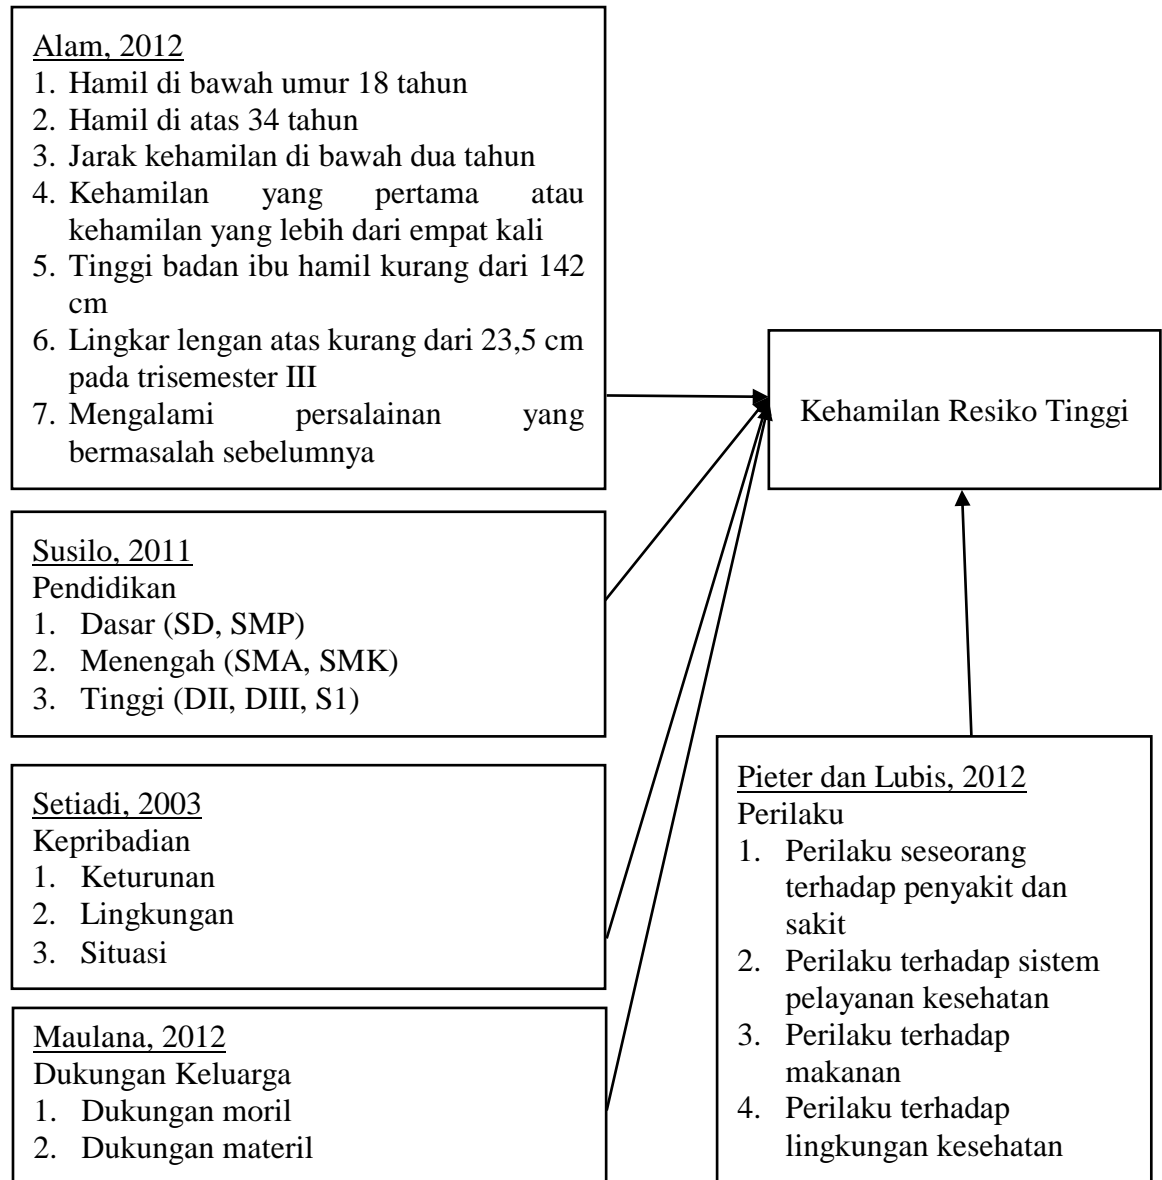 Alam, 2012
1. Hamil di bawah umur 18 tahun
2. Hamil di atas 34 tahun
3. Jarak kehamilan di bawah dua tahun
4. Kehamilan yang pertama atau
kehamilan yang lebih dari empat kali
5. Tinggi badan ibu hamil kurang dari 142
cm
6. Lingkar lengan atas kurang dari 23,5 cm
pada trisemester III
7. Mengalami persalainan yang
bermasalah sebelumnya
Kehamilan Resiko Tinggi
Susilo, 2011
Pendidikan
1. Dasar (SD, SMP)
2. Menengah (SMA, SMK)
3. Tinggi (DII, DIII, S1)
Setiadi, 2003
Kepribadian
1. Keturunan
2. Lingkungan
3. Situasi
Maulana, 2012
Dukungan Keluarga
1. Dukungan moril
2. Dukungan materil
Pieter dan Lubis, 2012
Perilaku
1. Perilaku seseorang
terhadap penyakit dan
sakit
2. Perilaku terhadap sistem
pelayanan kesehatan
3. Perilaku terhadap
makanan
4. Perilaku terhadap
lingkungan kesehatan